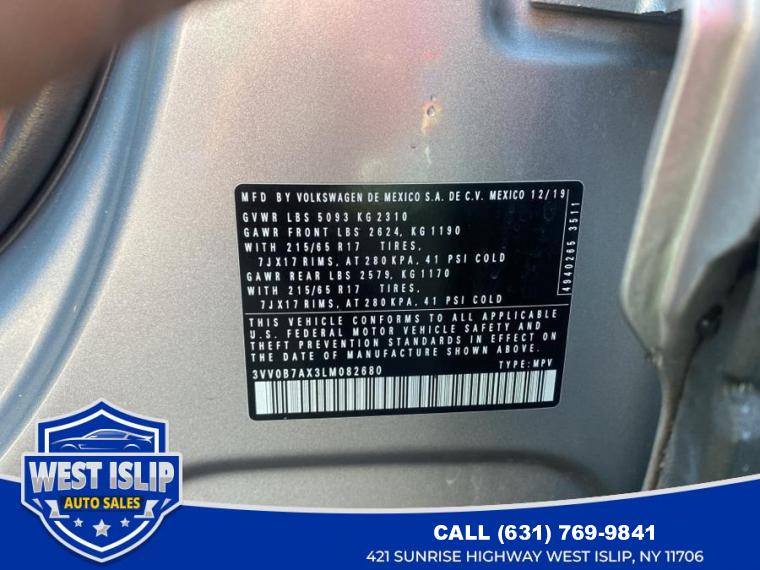 MFD BY VOLKSWAGEN DE MEXICO S.A. DE C.V. MEXICO 12/19
GVWR LBS 5093 KG 2310
GAWR FRONT LBS 2624, KG 1190
WITH 215/65 R17 TIRES,
7JX17 RIMS, AT 280 KPA, 41 PSI COLD
GAWR REAR LBS 2579, KG 1170
WITH 215/65 R17 TIRES,
7JX17 RIMS, AT 280 KPA, 41 PSI COLD
4940265 3511
THIS VEHICLE CONFORMS TO ALL APPLICABLE
U.S. FEDERAL MOTOR VEHICLE SAFETY AND
THEFT PREVENTION STANDARDS IN EFFECT ON
THE DATE OF MANUFACTURE SHOWN ABOVE
3VV0B7AX3LM082680 TYPE: MPV
WEST ISLIP
AUTO SALES
CALL (631) 769-9841
421 SUNRISE HIGHWAY WEST ISLIP, NY 11706